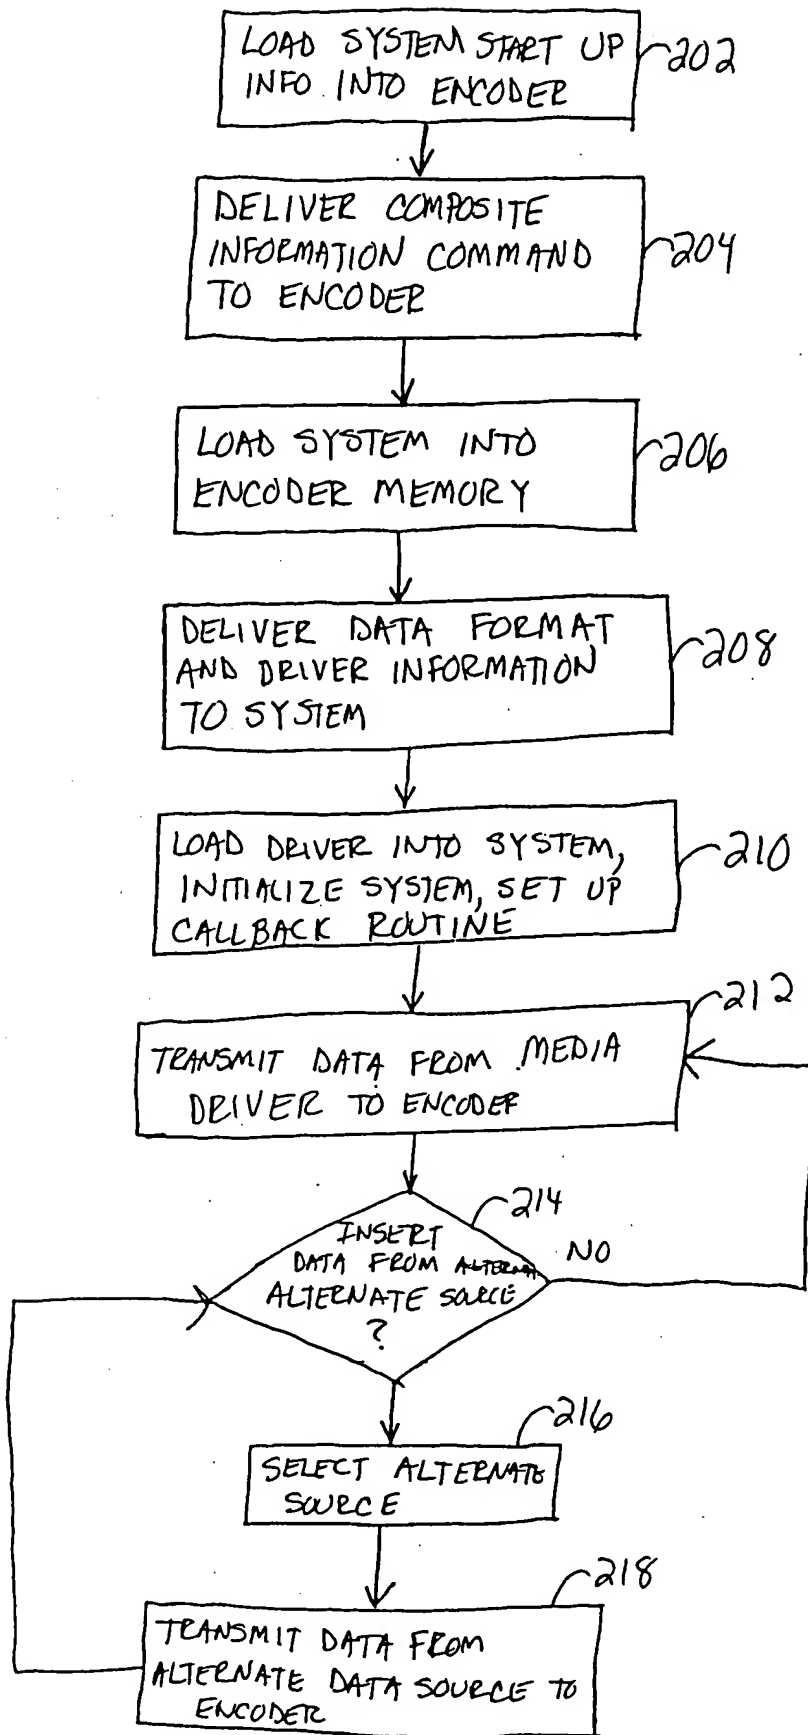 LOAD SYSTEM START UP
INFO INTO ENCODER
202
DELIVER COMPOSITE
INFORMATION COMMAND
TO ENCODER
204
LOAD SYSTEM INTO
ENCODER MEMORY
206
DELIVER DATA FORMAT
AND DRIVER INFORMATION
TO SYSTEM
208
LOAD DRIVER INTO SYSTEM,
INITIALIZE SYSTEM, SET UP
CALLBACK ROUTINE
210
212
TRANSMIT DATA FROM MEDIA
DRIVER TO ENCODER
214
INSERT
DATA FROM ALTERNAT
ALTERNATE SOURCE
?
NO
216
SELECT ALTERNATE
SOURCE
218
TRANSMIT DATA FROM
ALTERNATE DATA SOURCE TO
ENCODER